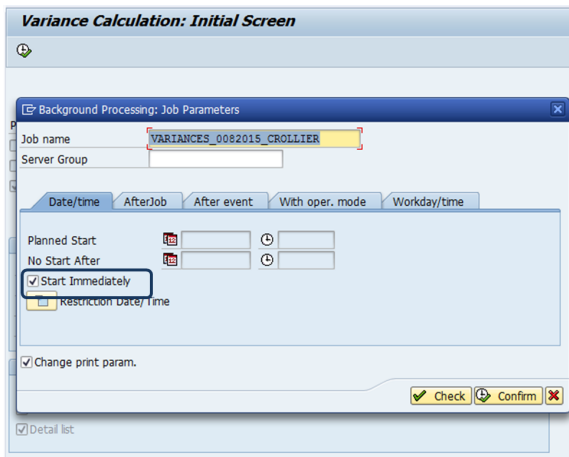 Variance Calculation: Initial Screen
Background Processing: Job Parameters
Job name VARIANCES_0082015_CROLLIER
Server Group
Date/time AfterJob After event With oper. mode Workday/time
Planned Start
No Start After
Start Immediately
Restriction Date/Time
Change print param.
Check Confirm
Detail list